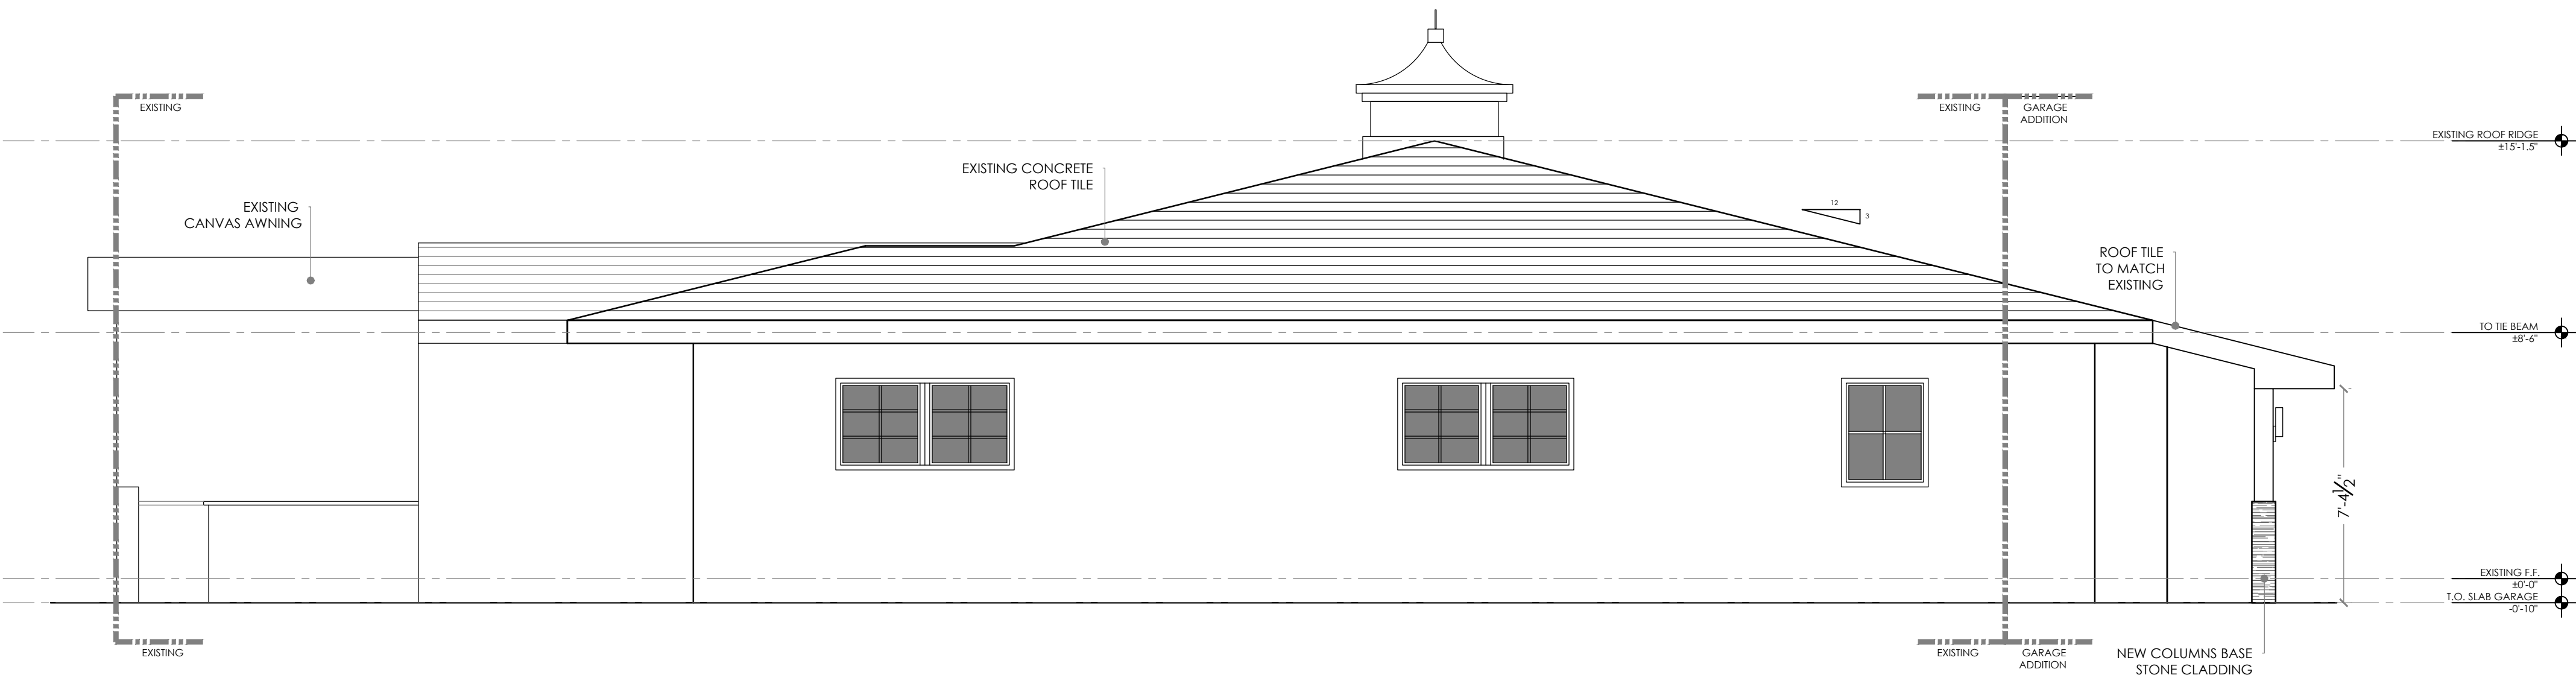 EXISTING
EXISTING
GARAGE
ADDITION
EXISTING ROOF RIDGE
±15'-1.5"
EXISTING CONCRETE
ROOF TILE
EXISTING
CANVAS AWNING
12
3
ROOF TILE
TO MATCH
EXISTING
TO TIE BEAM
±8'-6"
7'-4½"
EXISTING F.F.
±0'-0"
T.O. SLAB GARAGE
-0'-10"
EXISTING
EXISTING
GARAGE
ADDITION
NEW COLUMNS BASE
STONE CLADDING